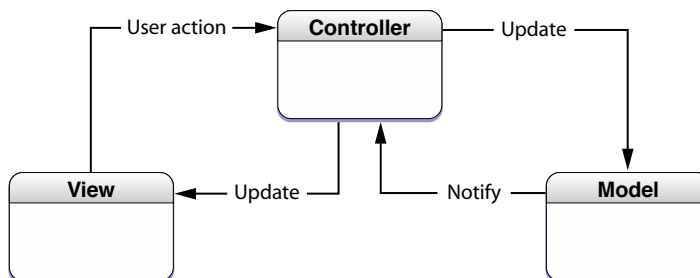 User action
Controller
Update
View
Update
Notify
Model